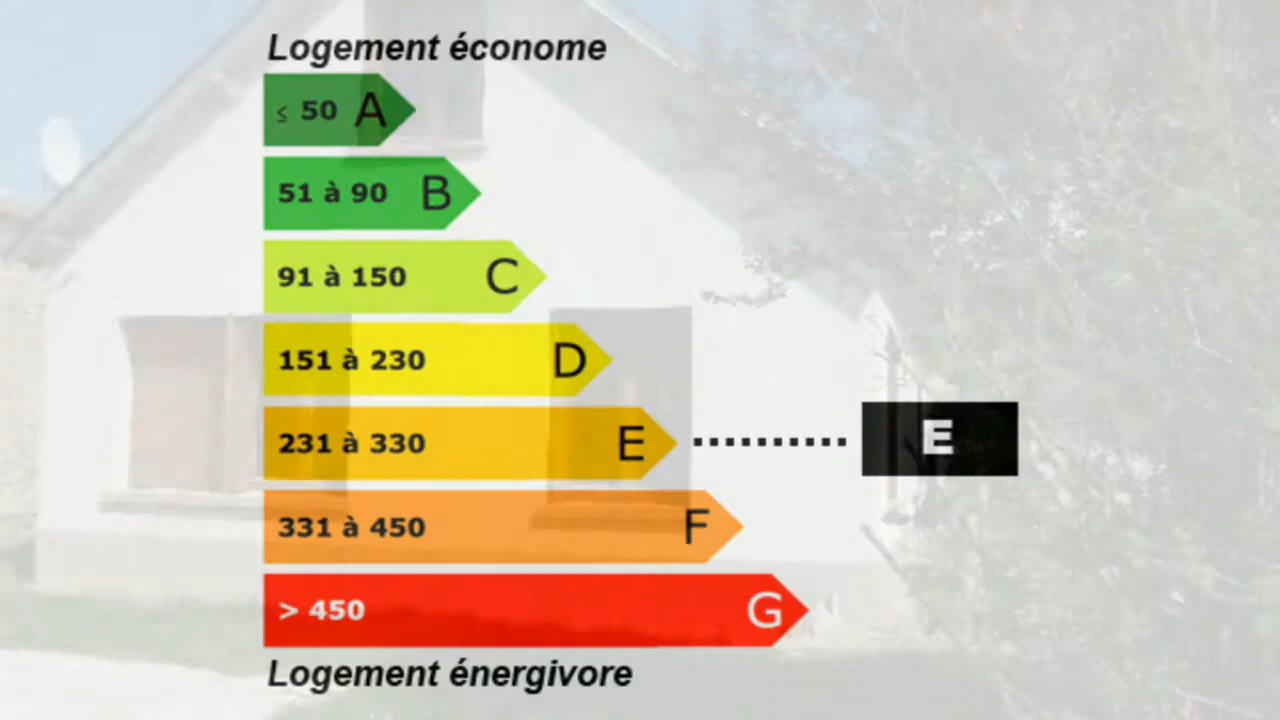 Logement économe
≤ 50 A
51 à 90 B
91 à 150 C
151 à 230 D
231 à 330 E
E
331 à 450 F
> 450 G
Logement énergivore